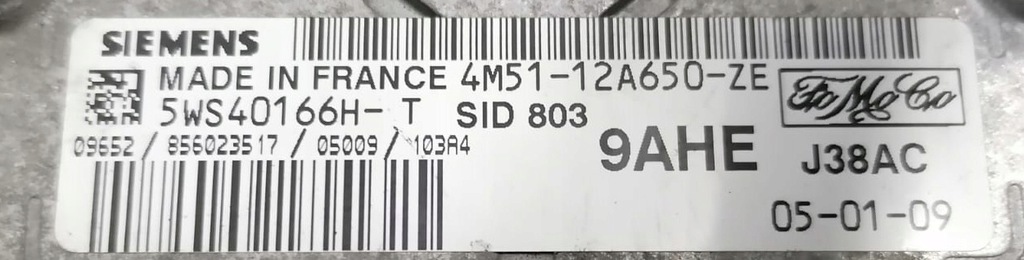 SIEMENS
MADE IN FRANCE 4M51-12A650-ZE
5WS40166H-T SID 803
FoMoCo
09652/856023517/05009/103A4
9AHE J38AC
05-01-09